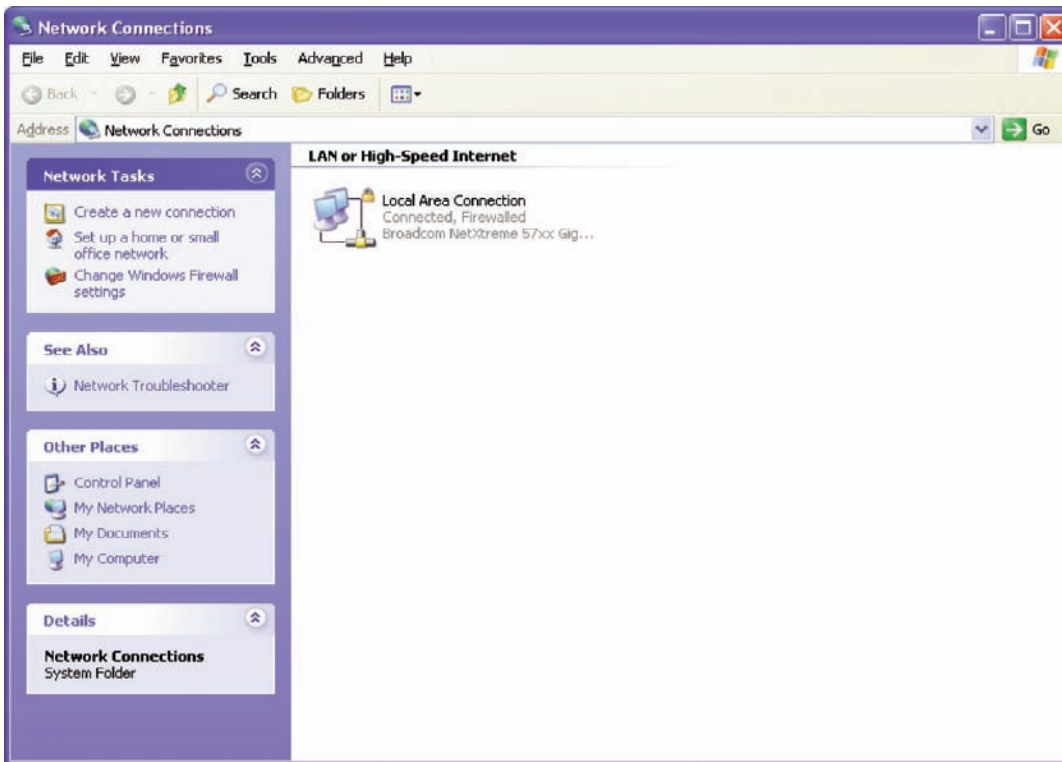 Network Connections
File Edit View Favorites Tools Advanced Help
Back Search Folders
Address Network Connections Go
Network Tasks
Create a new connection
Set up a home or small
office network
Change Windows Firewall
settings
See Also
Network Troubleshooter
Other Places
Control Panel
My Network Places
My Documents
My Computer
Details
Network Connections
System Folder
LAN or High-Speed Internet
Local Area Connection
Connected, Firewalled
Broadcom NetXtreme 57xx Gig...